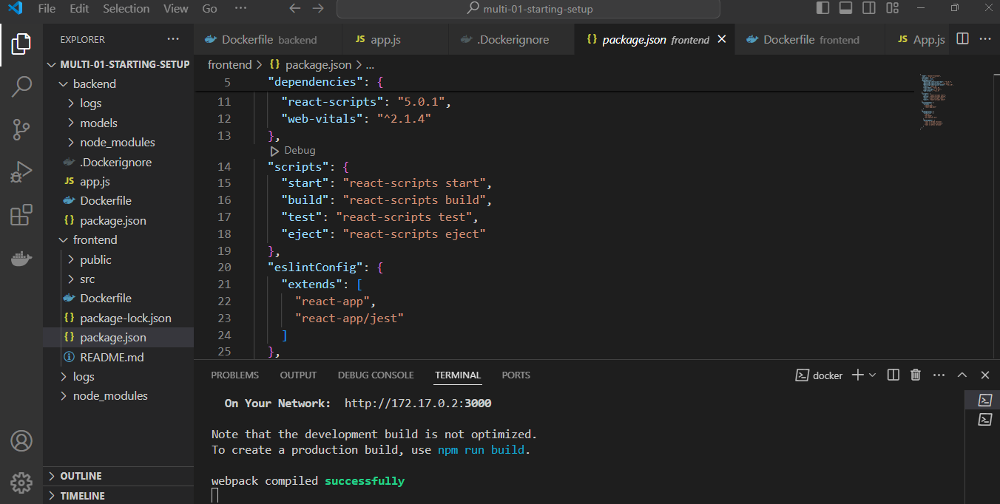 File Edit Selection View Go ··· multi-01-starting-setup
EXPLORER ···
MULTI-01-STARTING-SETUP
backend
logs
models
node_modules
.Dockerignore
JS app.js
Dockerfile
{} package.json
frontend
public
src
Dockerfile
{} package-lock.json
{} package.json
README.md
logs
node_modules
OUTLINE
TIMELINE
Dockerfile backend JS app.js .Dockerignore {} package.json frontend Dockerfile frontend JS App.js ···
frontend > {} package.json > ...
5 "dependencies": {
11 "react-scripts": "5.0.1",
12 "web-vitals": "^2.1.4"
13 },
Debug
14 "scripts": {
15 "start": "react-scripts start",
16 "build": "react-scripts build",
17 "test": "react-scripts test",
18 "eject": "react-scripts eject"
19 },
20 "eslintConfig": {
21 "extends": [
22 "react-app",
23 "react-app/jest"
24 ]
25 },
PROBLEMS OUTPUT DEBUG CONSOLE TERMINAL PORTS docker ···
On Your Network: http://172.17.0.2:3000
Note that the development build is not optimized.
To create a production build, use npm run build.
webpack compiled successfully